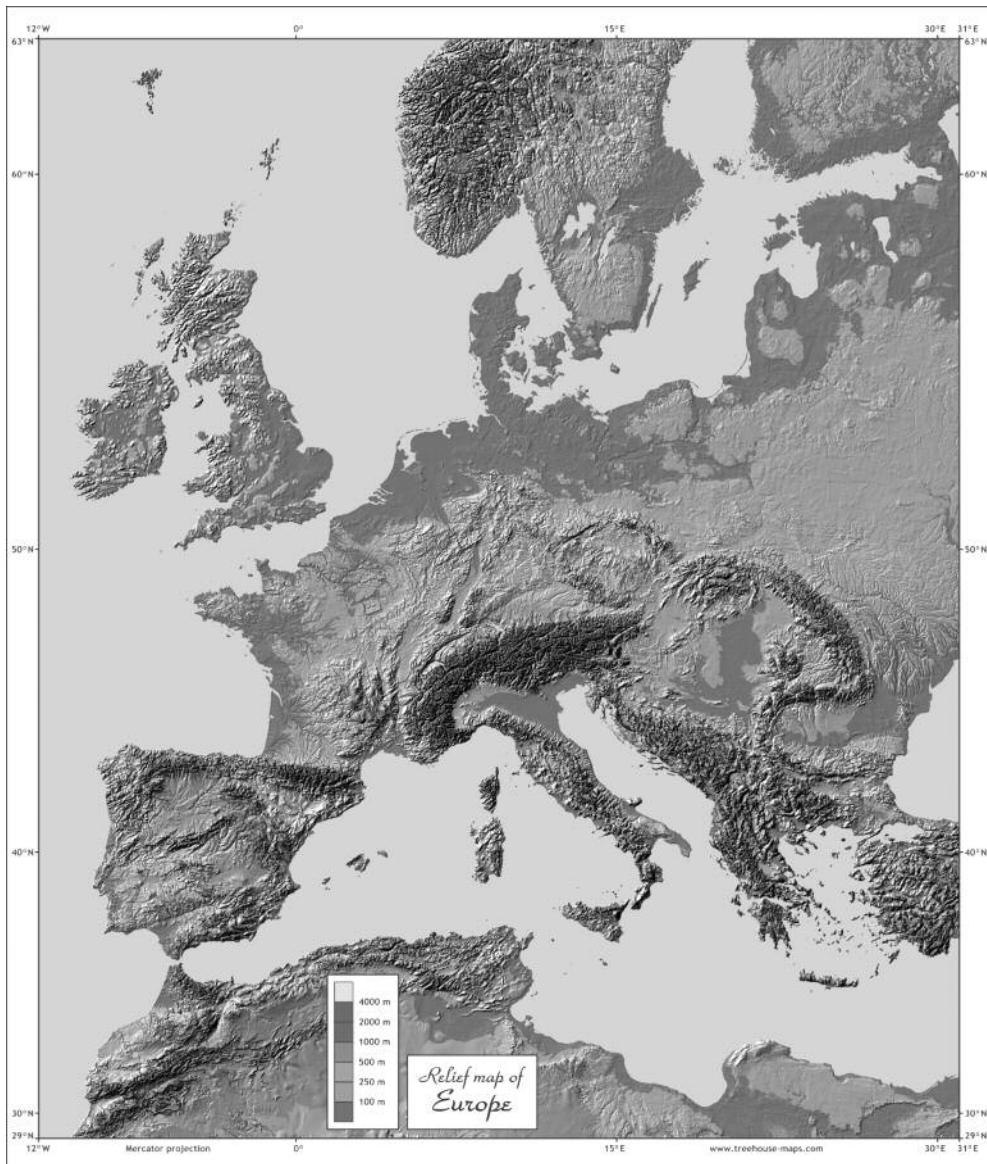 12°W 0° 15°E 30°E 31°E
63°N 63°N
60°N 60°N
50°N 50°N
40°N 40°N
4000 m
2000 m
1000 m
500 m
250 m
100 m
Relief map of
Europe
30°N 30°N
29°N 29°N
12°W Mercator projection 0° 15°E www.treehouse-maps.com 30°E 31°E